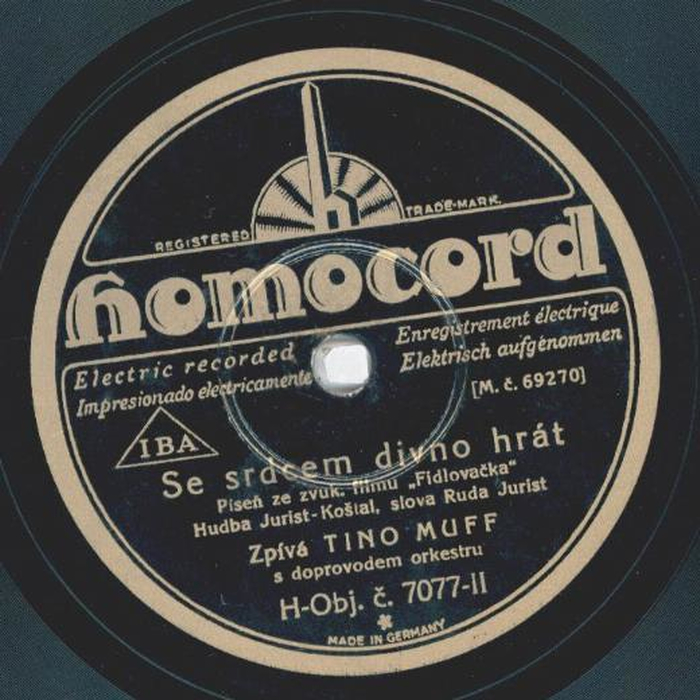 REGISTERED TRADE-MARK.
homocord
Electric recorded
Impresionado electricamente
Enregistrement électrique
Elektrisch aufgenommen
[M. č. 69270]
IBA
Se srdcem divno hrát
Píseň ze zvuk. filmu „Fidlovačka“
Hudba Jurist-Košial, slova Ruda Jurist
Zpívá TINO MUFF
s doprovodem orkestru
H-Obj. č. 7077-II
MADE IN GERMANY